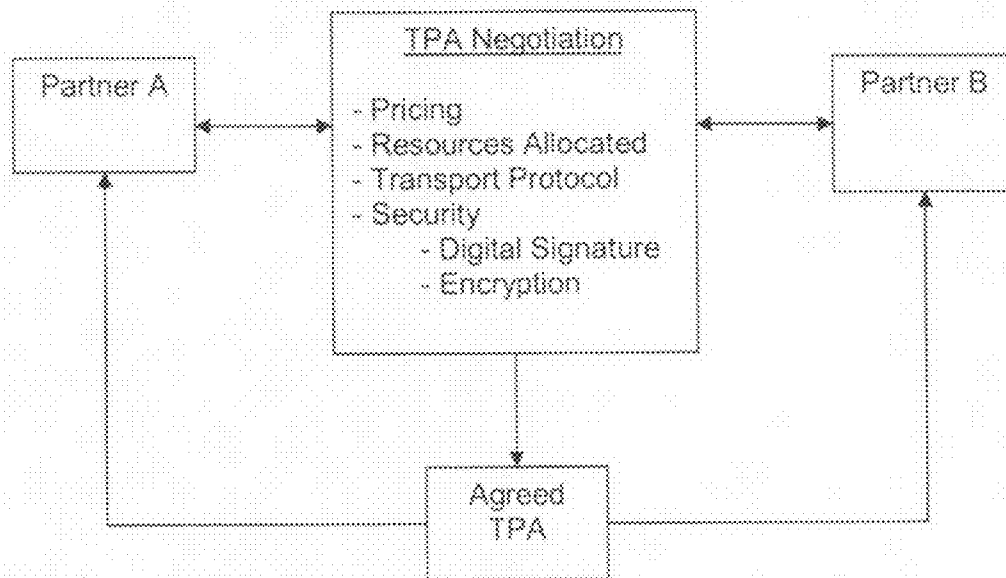 TPA Negotiation
Partner A
- Pricing
- Resources Allocated
- Transport Protocol
- Security
- Digital Signature
- Encryption
Partner B
Agreed
TPA